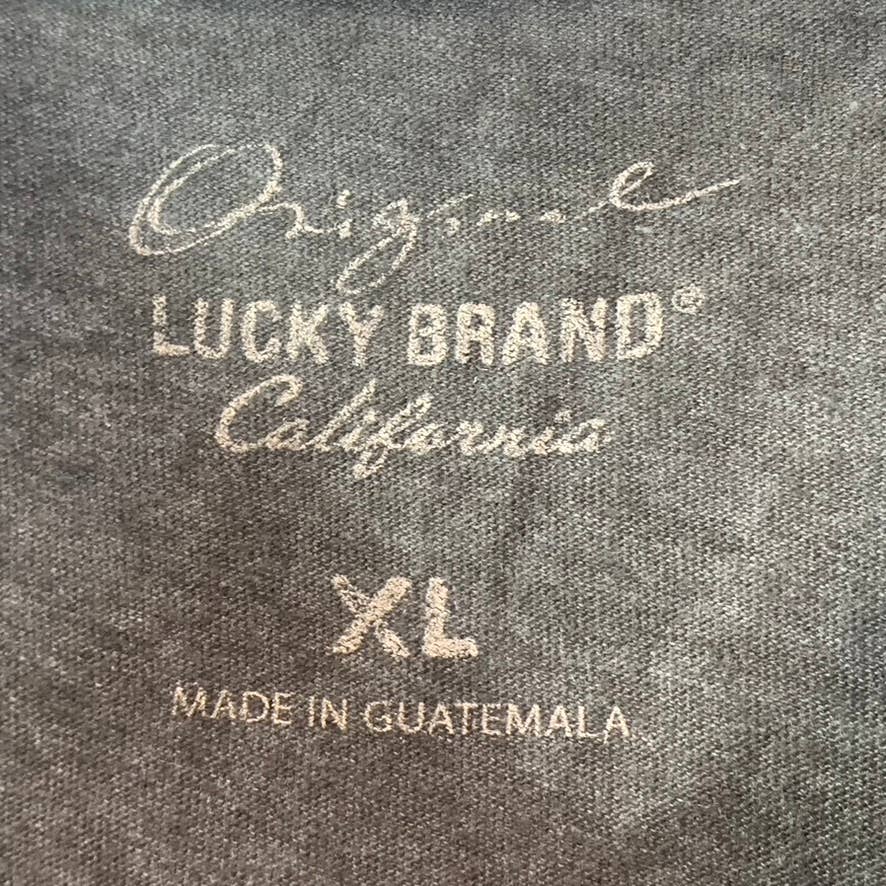 Original
LUCKY BRAND®
California
XL
MADE IN GUATEMALA